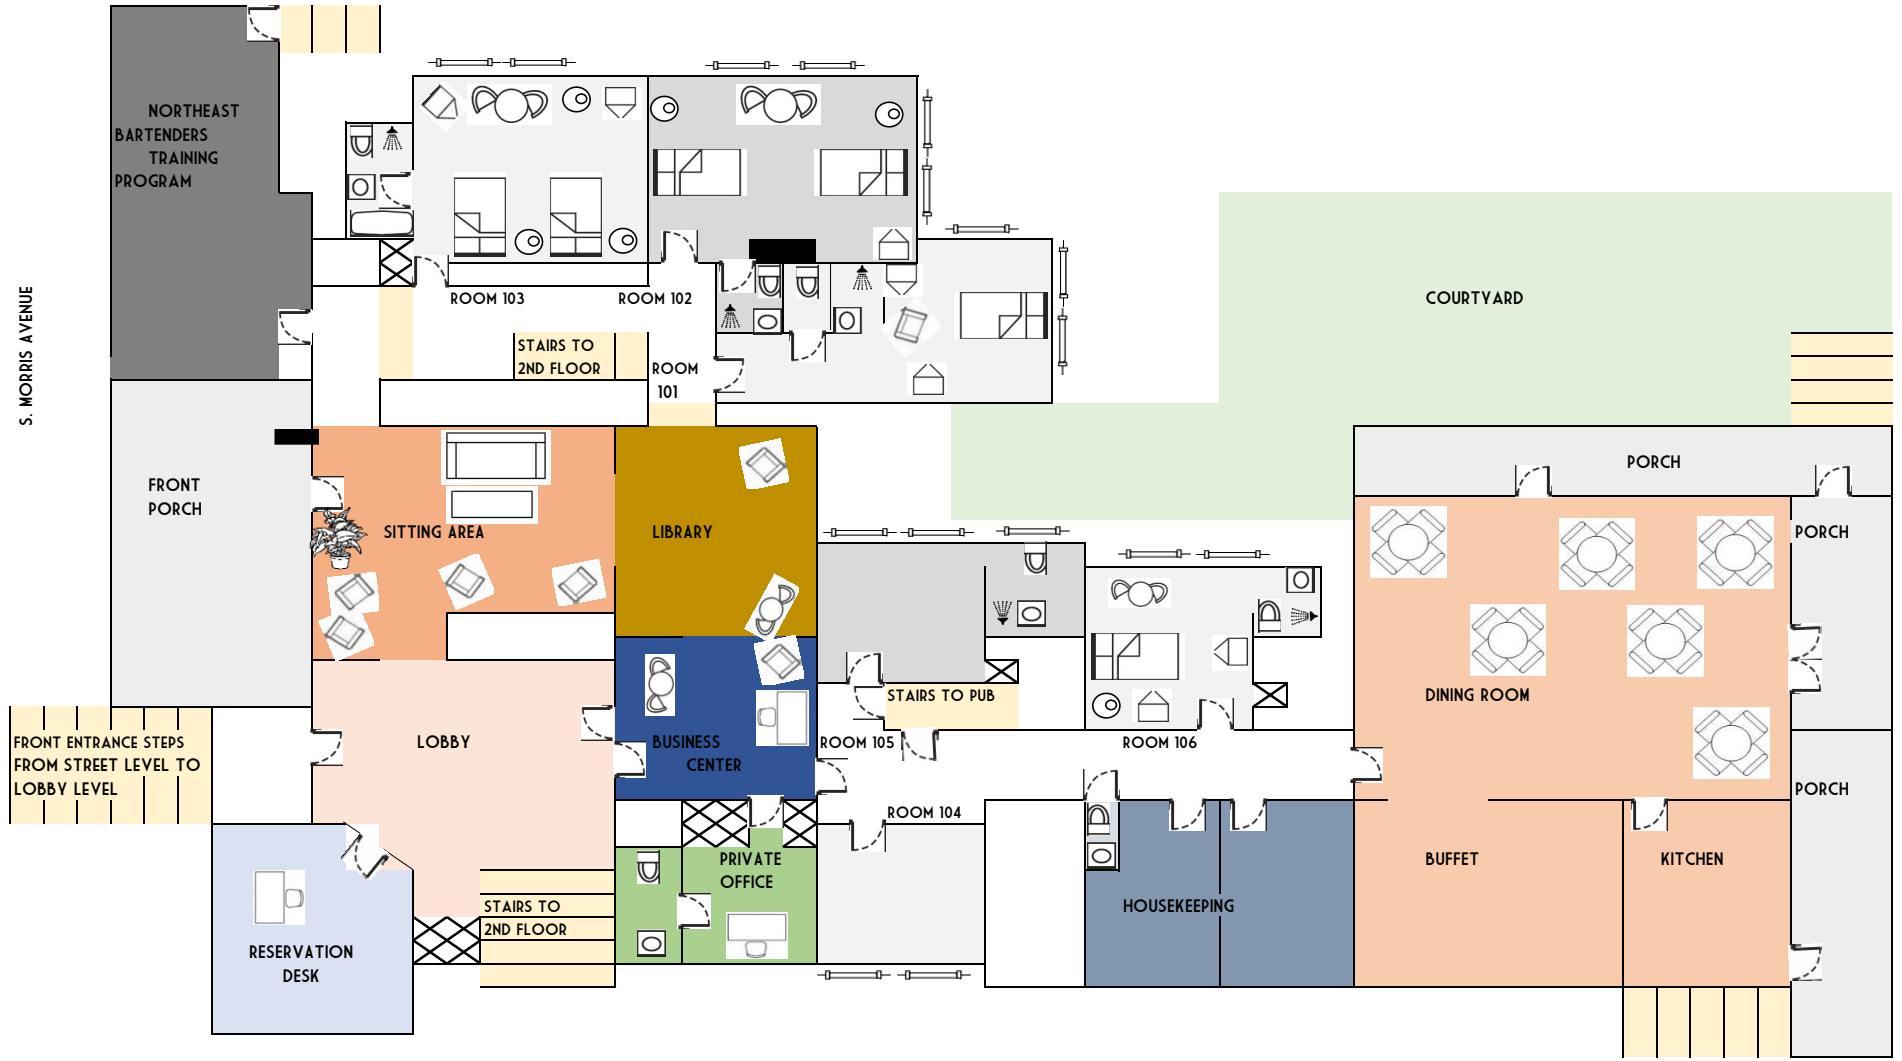 NORTHEAST
BARTENDERS
TRAINING
PROGRAM
S. MORRIS AVENUE
ROOM 103
ROOM 102
COURTYARD
STAIRS TO
2ND FLOOR
ROOM
101
FRONT
PORCH
SITTING AREA
LIBRARY
PORCH
PORCH
STAIRS TO PUB
DINING ROOM
FRONT ENTRANCE STEPS
FROM STREET LEVEL TO
LOBBY LEVEL
LOBBY
BUSINESS
CENTER
ROOM 105
ROOM 106
PORCH
ROOM 104
PRIVATE
OFFICE
BUFFET
KITCHEN
STAIRS TO
2ND FLOOR
HOUSEKEEPING
RESERVATION
DESK